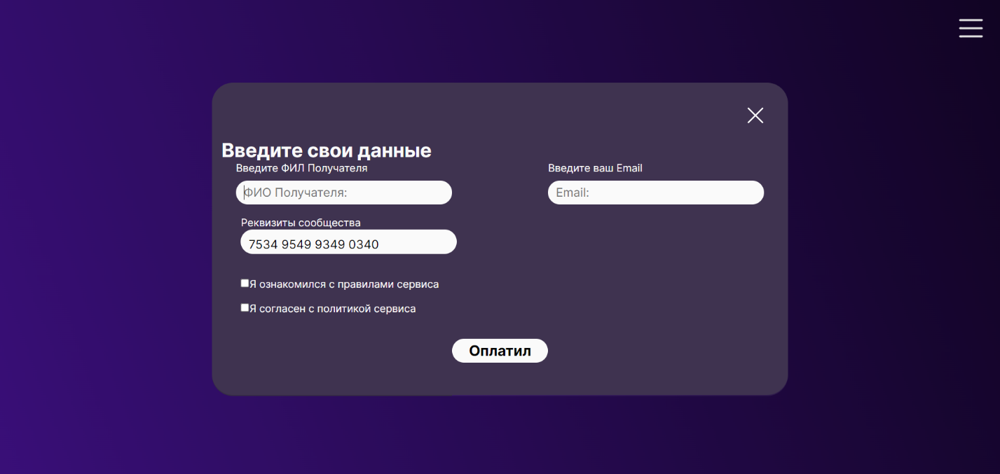 Введите свои данные
Введите ФИЛ Получателя
Введите ваш Email
ФИО Получателя:
Email:
Реквизиты сообщества
7534 9549 9349 0340
Я ознакомился с правилами сервиса
Я согласен с политикой сервиса
Оплатил